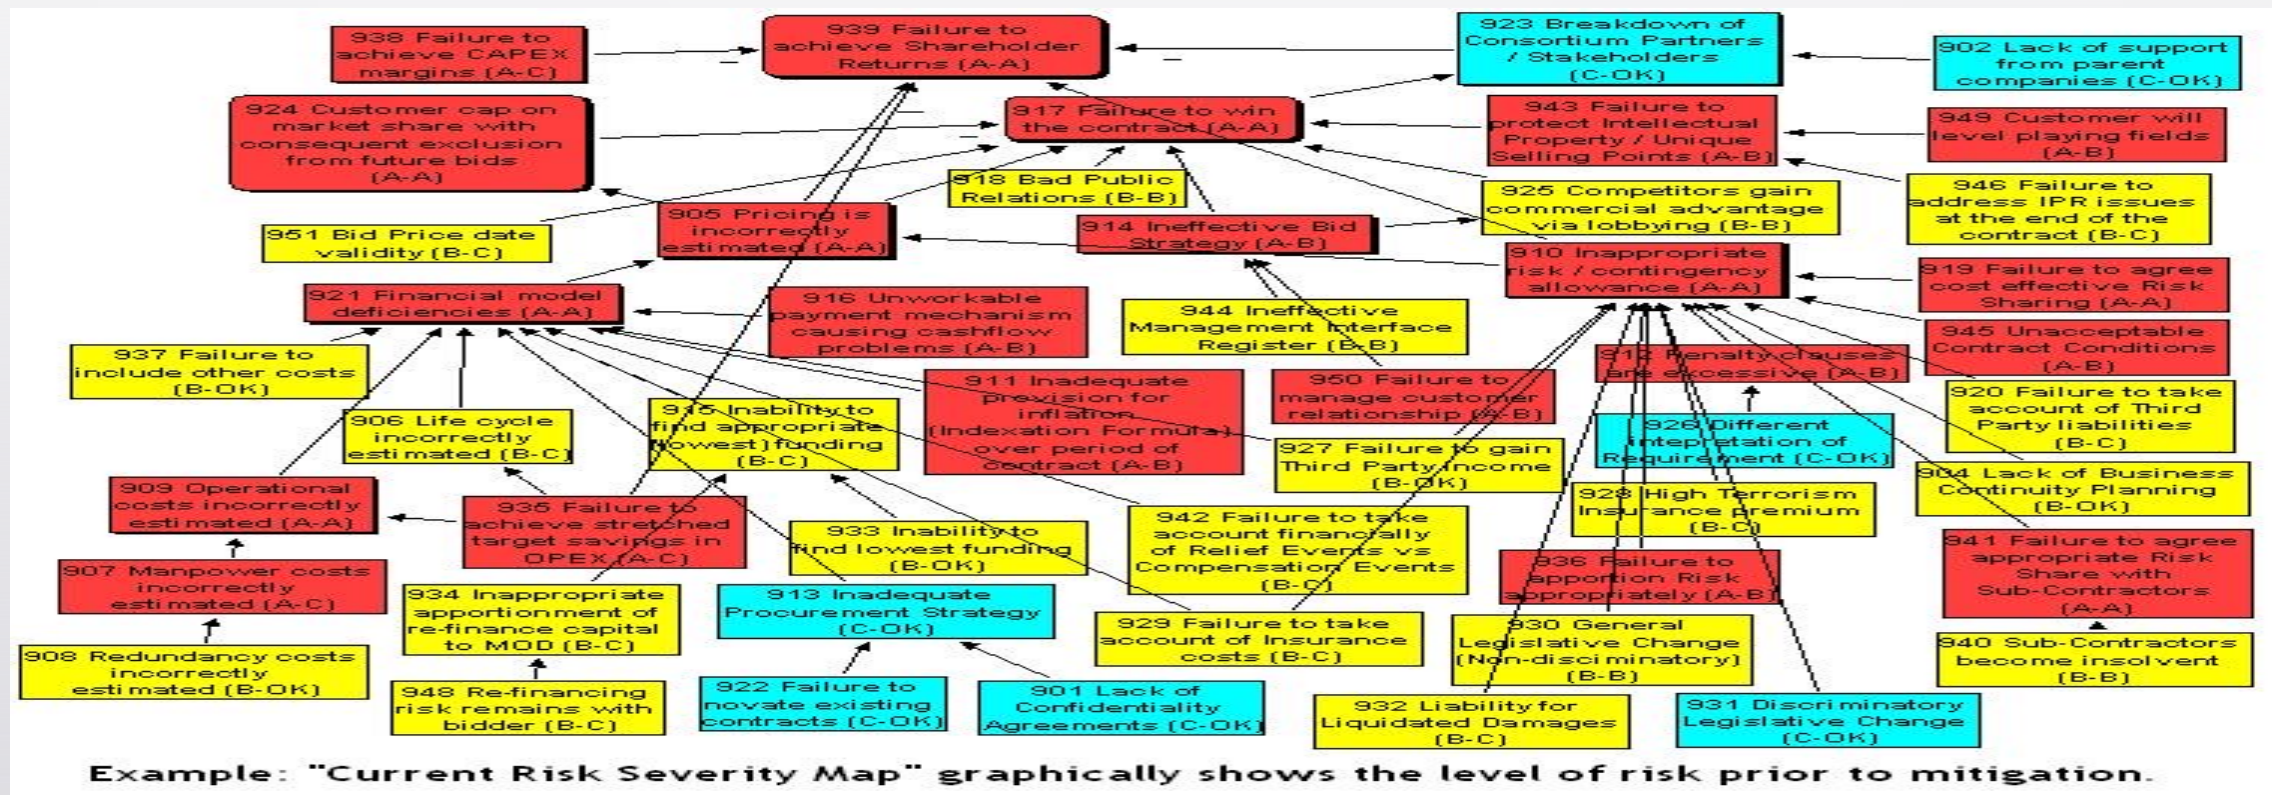 938 Failure to
achieve CAPEX
margins (A-C)
939 Failure to
achieve Shareholder
Returns (A-A)
923 Breakdown of
Consortium Partners
/ Stakeholders
(C-OK)
902 Lack of support
from parent
companies (C-OK)
924 Customer cap on
market share with
consequent exclusion
from future bids
(A-A)
917 Failure to win
the contract (A-A)
943 Failure to
protect Intellectual
Property / Unique
Selling Points (A-B)
949 Customer will
level playing fields
(A-B)
918 Bad Public
Relations (B-B)
925 Competitors gain
commercial advantage
via lobbying (B-B)
946 Failure to
address IPR issues
at the end of the
contract (B-C)
951 Bid Price date
validity (B-C)
905 Pricing is
incorrectly
estimated (A-A)
914 Ineffective Bid
Strategy (A-B)
910 Inappropriate
risk / contingency
allowance (A-A)
919 Failure to agree
cost effective Risk
Sharing (A-A)
921 Financial model
deficiencies (A-A)
916 Unworkable
payment mechanism
causing cashflow
problems (A-B)
944 Ineffective
Management Interface
Register (B-B)
945 Unacceptable
Contract Conditions
(A-B)
937 Failure to
include other costs
(B-OK)
911 Inadequate
provision for
inflation
(Indexation Formula)
over period of
contract (A-B)
950 Failure to
manage customer
relationship (A-B)
912 Penalty clauses
are excessive (A-B)
920 Failure to take
account of Third
Party liabilities
(B-C)
906 Life cycle
incorrectly
estimated (B-C)
915 Inability to
find appropriate
(lowest) funding
(B-C)
927 Failure to gain
Third Party Income
(B-OK)
926 Different
intepretation of
Requirement (C-OK)
904 Lack of Business
Continuity Planning
(B-OK)
909 Operational
costs incorrectly
estimated (A-A)
935 Failure to
achieve stretched
target savings in
OPEX (A-C)
933 Inability to
find lowest funding
(B-OK)
942 Failure to take
account financially
of Relief Events vs
Compensation Events
(B-C)
928 High Terrorism
Insurance premium
(B-C)
941 Failure to agree
appropriate Risk
Share with
Sub-Contractors
(A-A)
907 Manpower costs
incorrectly
estimated (A-C)
934 Inappropriate
apportionment of
re-finance capital
to MOD (B-C)
913 Inadequate
Procurement Strategy
(C-OK)
929 Failure to take
account of Insurance
costs (B-C)
936 Failure to
apportion Risk
appropriately (A-B)
930 General
Legislative Change
(Non-discriminatory)
(B-B)
940 Sub-Contractors
become insolvent
(B-B)
908 Redundancy costs
incorrectly
estimated (B-OK)
948 Re-financing
risk remains with
bidder (B-C)
922 Failure to
novate existing
contracts (C-OK)
901 Lack of
Confidentiality
Agreements (C-OK)
932 Liability for
Liquidated Damages
(B-C)
931 Discriminatory
Legislative Change
(C-OK)
Example: "Current Risk Severity Map" graphically shows the level of risk prior to mitigation.